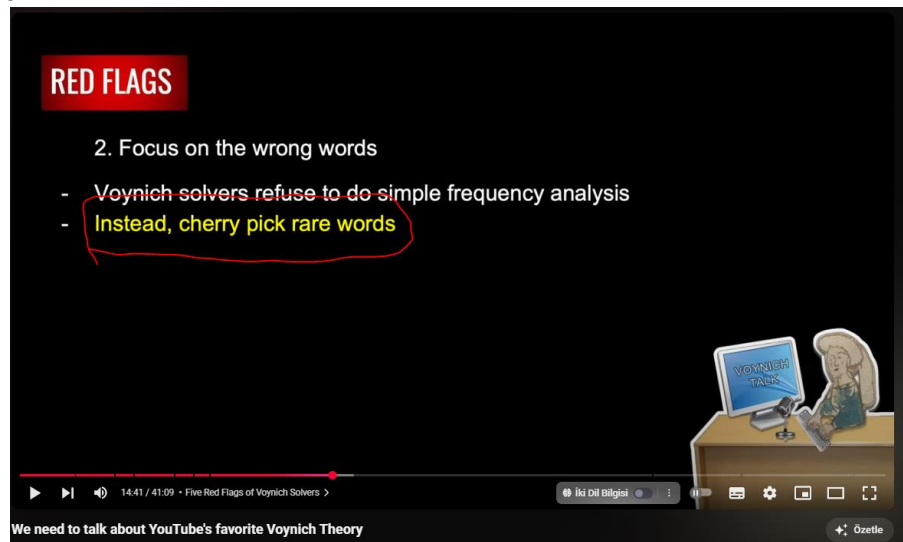 RED FLAGS
2. Focus on the wrong words
- Voynich solvers refuse to do simple frequency analysis
- Instead, cherry pick rare words
VOYNICH
TALK
14:41 / 41:09 • Five Red Flags of Voynich Solvers >
İki Dil Bilgisi
We need to talk about YouTube's favorite Voynich Theory
Özetle